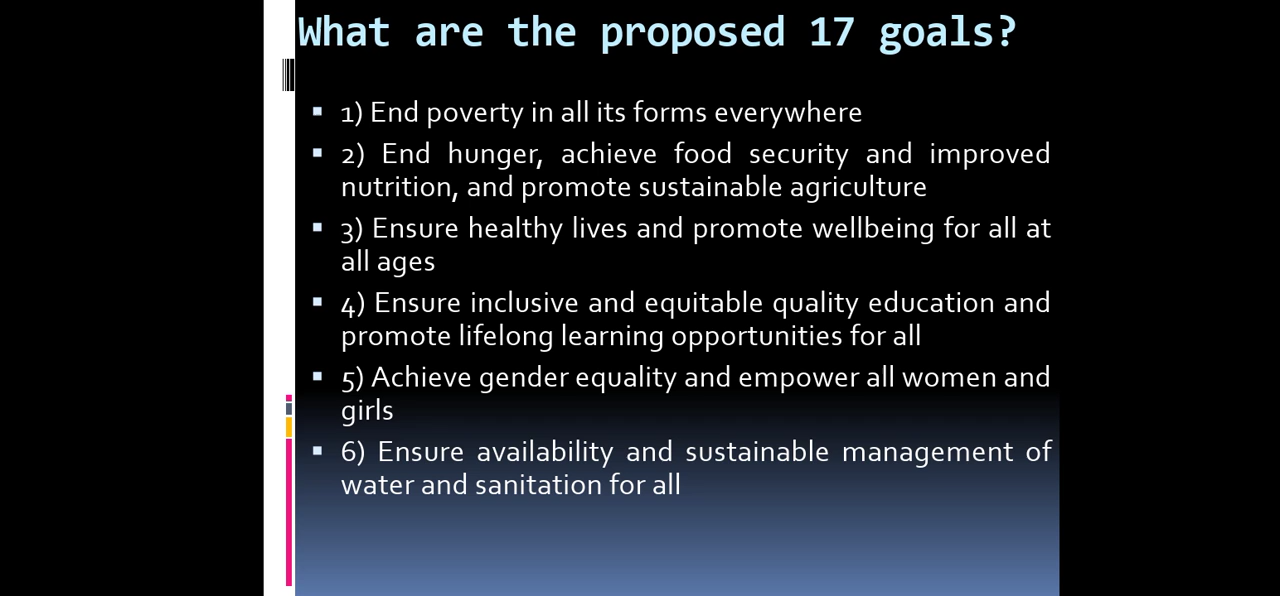 What are the proposed 17 goals?
1) End poverty in all its forms everywhere
2) End hunger, achieve food security and improved
nutrition, and promote sustainable agriculture
3) Ensure healthy lives and promote wellbeing for all at
all ages
4) Ensure inclusive and equitable quality education and
promote lifelong learning opportunities for all
5) Achieve gender equality and empower all women and
girls
6) Ensure availability and sustainable management of
water and sanitation for all